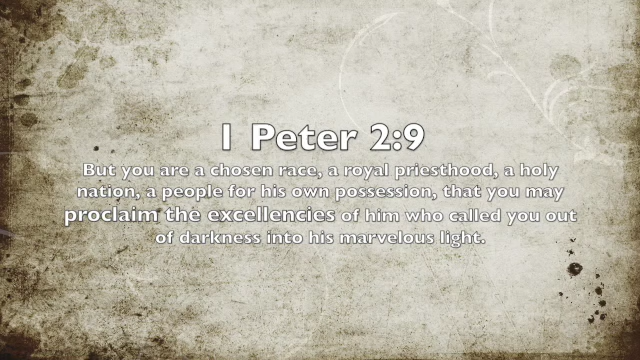 1 Peter 2:9
But you are a chosen race, a royal priesthood, a holy
nation, a people for his own possession, that you may
proclaim the excellencies of him who called you out
of darkness into his marvelous light.